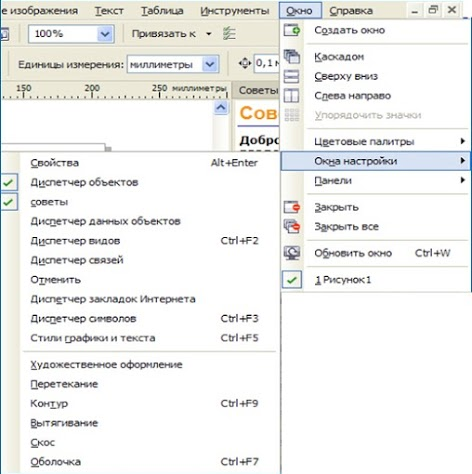 е изображения Текст Таблица Инструменты Окно Справка
100% Привязать к
Единицы измерения: миллиметры 0,1 м
150 200 250 миллиметры Советы
Сов
Добро
Создать окно
Каскадом
Сверху вниз
Слева направо
Упорядочить значки
Цветовые палитры
Окна настройки
Панели
Закрыть
Закрыть все
Обновить окно Ctrl+W
1 Рисунок1
Свойства Alt+Enter
Диспетчер объектов
советы
Диспетчер данных объектов
Диспетчер видов Ctrl+F2
Диспетчер связей
Отменить
Диспетчер закладок Интернета
Диспетчер символов Ctrl+F3
Стили графики и текста Ctrl+F5
Художественное оформление
Перетекание
Контур Ctrl+F9
Вытягивание
Скос
Оболочка Ctrl+F7